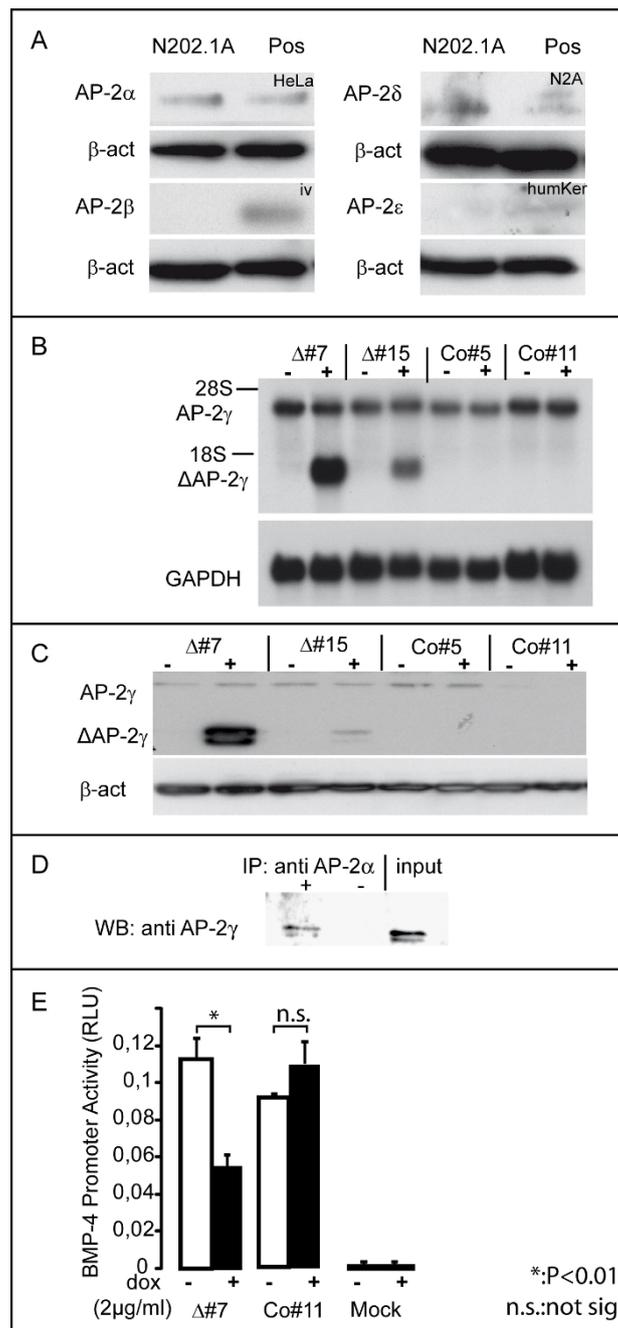 A
N202.1A Pos N202.1A Pos
AP-2α HeLa AP-2δ N2A
β-act β-act
AP-2β iv AP-2ε humKer
β-act β-act
B
Δ#7 Δ#15 Co#5 Co#11
- + - + - + - +
28S
AP-2γ
18S
ΔAP-2γ
GAPDH
C
Δ#7 Δ#15 Co#5 Co#11
- + - + - + - +
AP-2γ
ΔAP-2γ
β-act
D
IP: anti AP-2α input
+ -
WB: anti AP-2γ
E
BMP-4 Promoter Activity (RLU)
* n.s.
0,12
0,1
0,08
0,06
0,04
0,02
0
dox - + - + - +
(2µg/ml) Δ#7 Co#11 Mock
*:P<0.01
n.s.:not sig